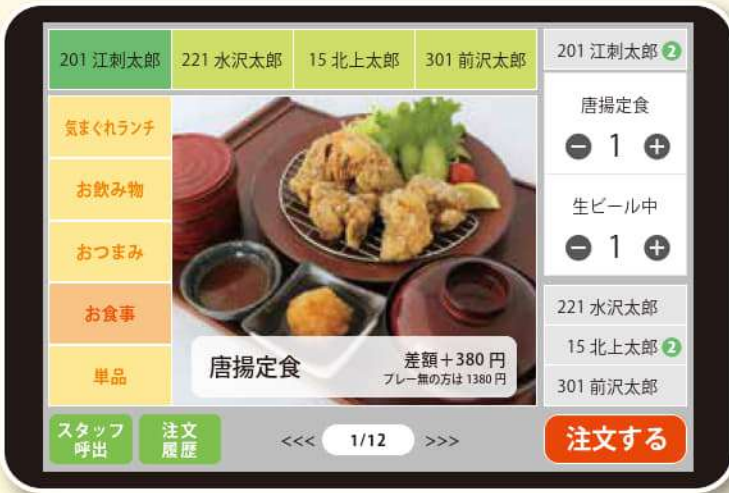 201 江刺太郎
221 水沢太郎
15 北上太郎
301 前沢太郎
気まぐれランチ
お飲み物
おつまみ
お食事
単品
唐揚定食
差額+380 円
プレー無の方は 1380 円
スタッフ
呼出
注文
履歴
<<< 1/12 >>>
201 江刺太郎 2
唐揚定食
1
生ビール中
1
221 水沢太郎
15 北上太郎 2
301 前沢太郎
注文する